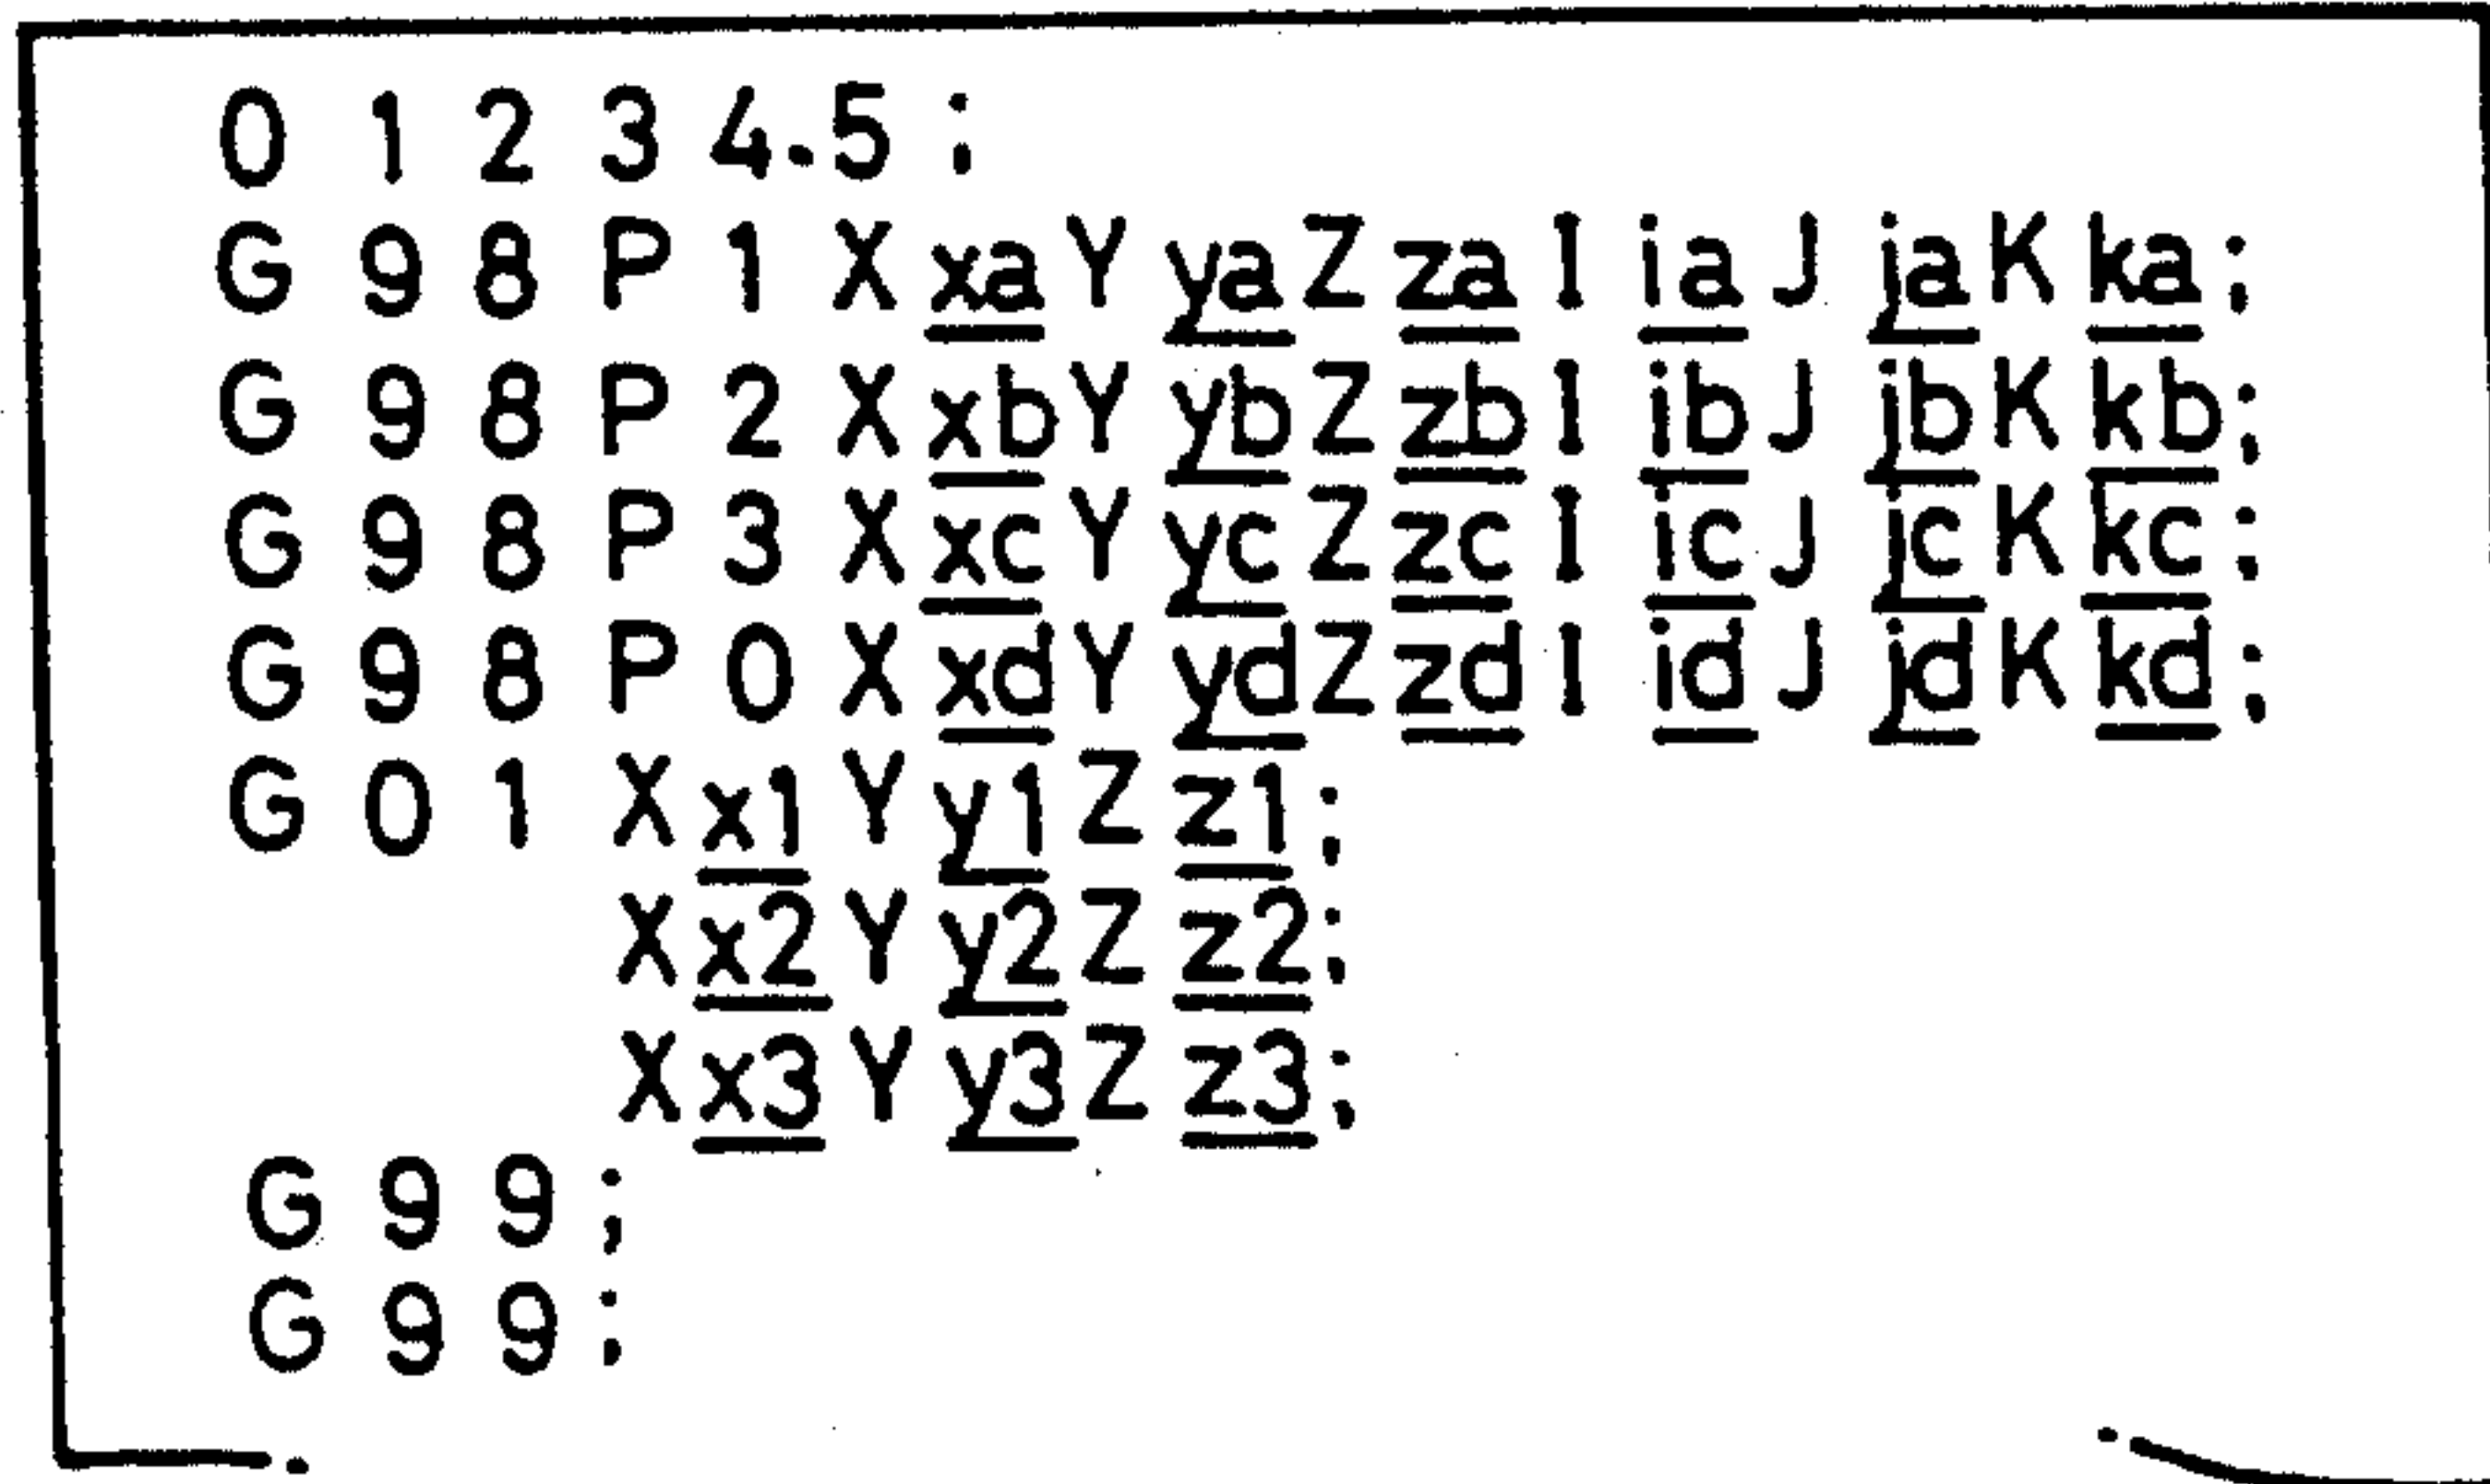 O 1 2 3 4.5 ;
G 9 8 P 1 X xa Y ya Z za I ia J ja K ka ;
G 9 8 P 2 X xb Y yb Z zb I ib J jb K kb ;
G 9 8 P 3 X xc Y yc Z zc I ic J jc K kc ;
G 9 8 P 0 X xd Y yd Z zd I id J jd K kd ;
G 0 1 X x1 Y y1 Z z1 ;
X x2 Y y2 Z z2 ;
X x3 Y y3 Z z3 ;
G 9 9 ;
G 9 9 ;